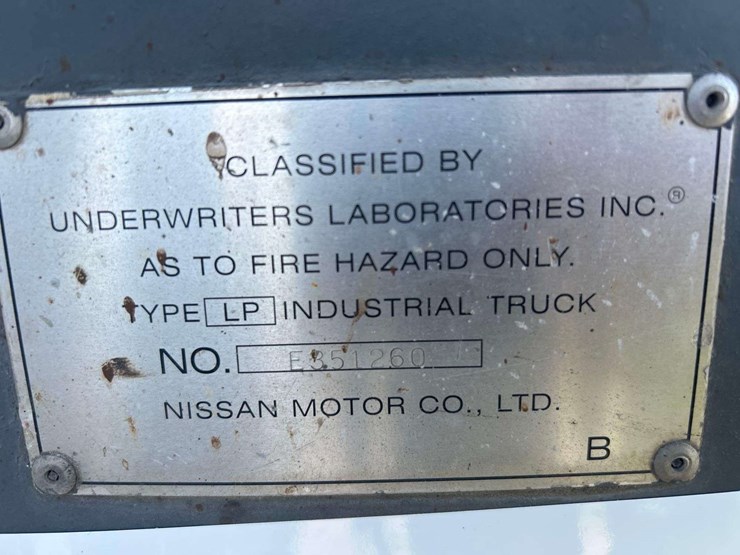 CLASSIFIED BY
UNDERWRITERS LABORATORIES INC.®
AS TO FIRE HAZARD ONLY.
TYPE LP INDUSTRIAL TRUCK
NO. E351260
NISSAN MOTOR CO., LTD.
B